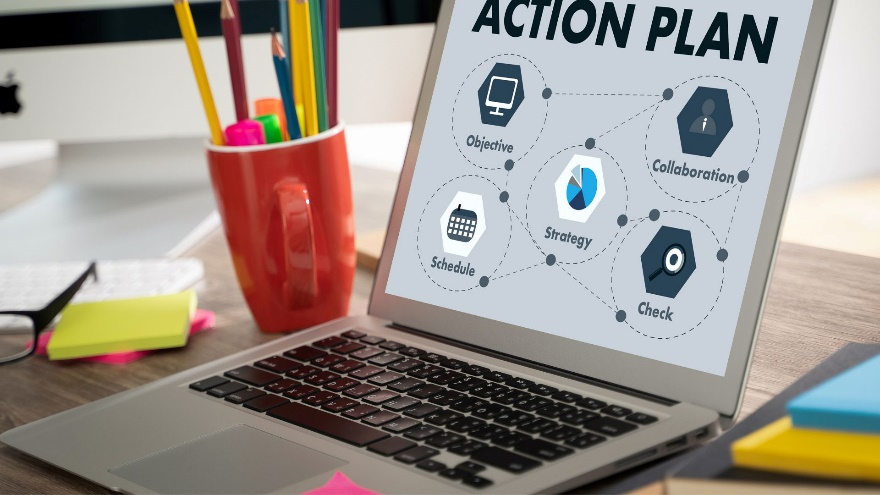 ACTION PLAN
Objective
Collaboration
Strategy
Schedule
Check